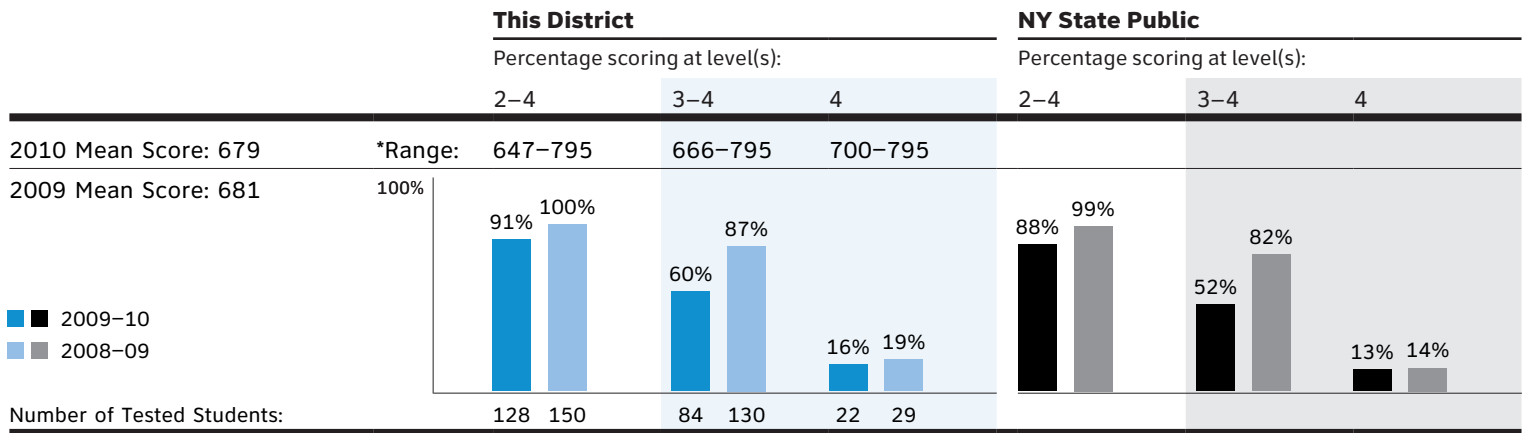 This District NY State Public
Percentage scoring at level(s): Percentage scoring at level(s):
2–4 3–4 4 2–4 3–4 4
2010 Mean Score: 679 *Range: 647–795 666–795 700–795
2009 Mean Score: 681 100%
91% 100% 60% 87% 16% 19% 88% 99% 52% 82% 13% 14%
2009–10
2008–09
Number of Tested Students: 128 150 84 130 22 29